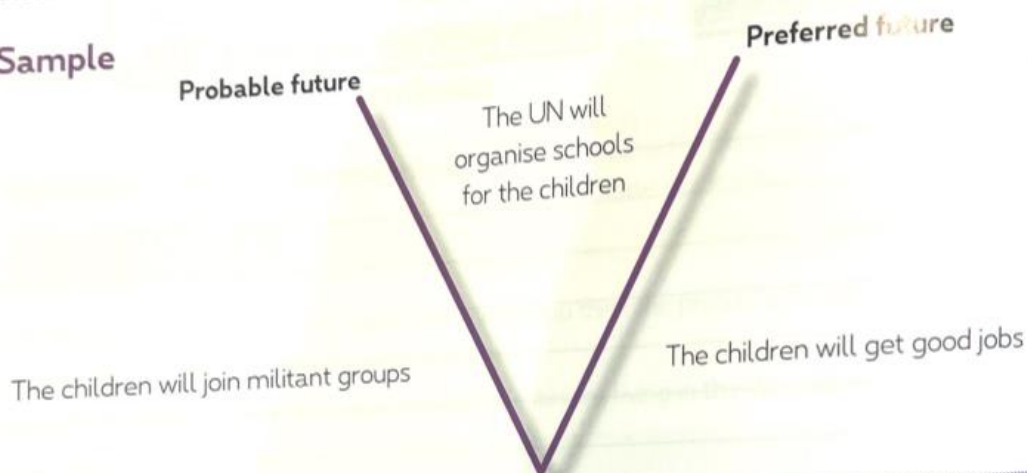 Sample
Probable future
Preferred future
The UN will
organise schools
for the children
The children will join militant groups
The children will get good jobs